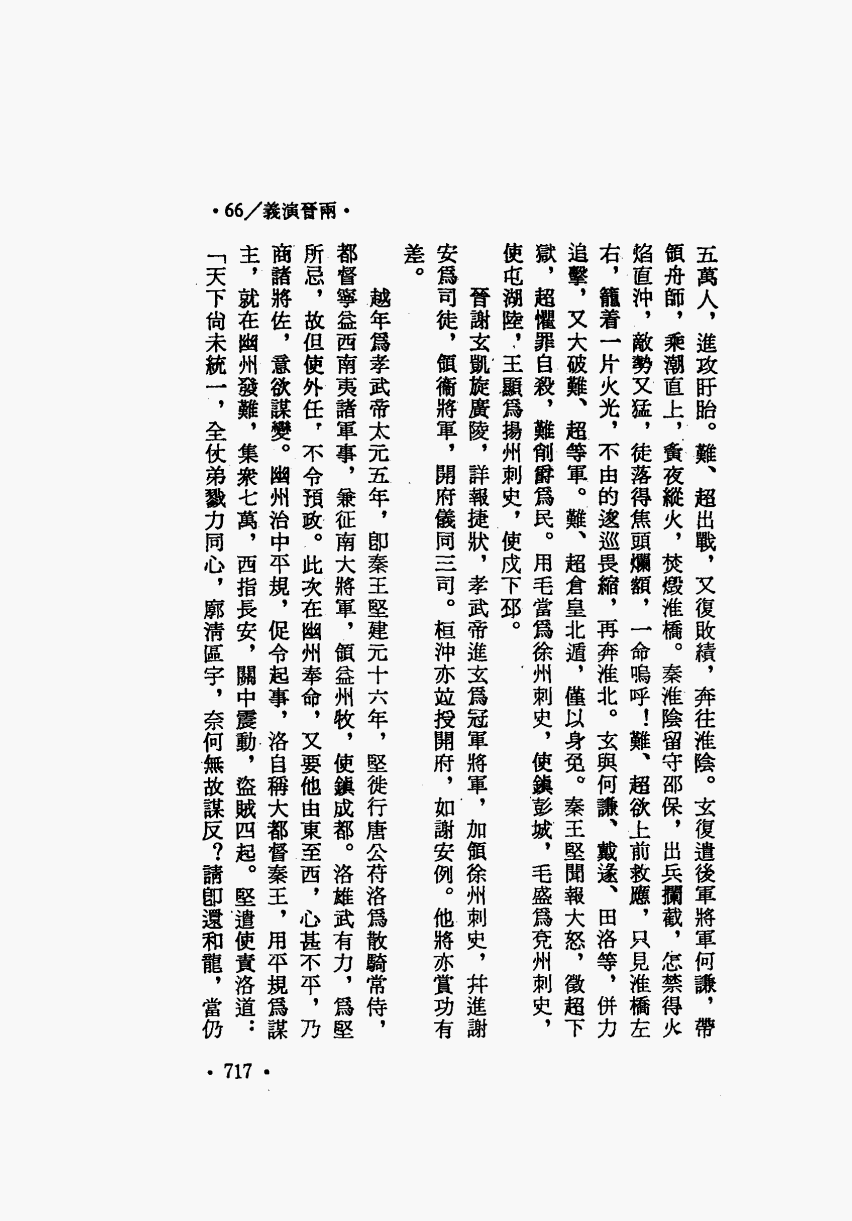 •66／義演晉兩•
五萬人，進攻盱眙。難、超出戰，又復敗績，奔往淮陰。玄復遣後軍將軍何謙，帶
領舟師，乘潮直上，夤夜縱火，焚燬淮橋。秦淮陰留守邵保，出兵攔截，怎禁得火
焰直沖，敵勢又猛，徒落得焦頭爛額，一命嗚呼！難、超欲上前救應，只見淮橋左
右，籠着一片火光，不由的逡巡畏縮，再奔淮北。玄與何謙、戴逯、田洛等，併力
追擊，又大破難、超等軍。難、超倉皇北遁，僅以身免。秦王堅聞報大怒，徵超下
獄，超懼罪自殺，難削爵爲民。用毛當爲徐州刺史，使鎮彭城，毛盛爲兗州刺史，
使屯湖陸，王顯爲揚州刺史，使戍下邳。
晉謝玄凱旋廣陵，詳報捷狀，孝武帝進玄爲冠軍將軍，加領徐州刺史，幷進謝
安爲司徒，領衞將軍，開府儀同三司。桓沖亦竝授開府，如謝安例。他將亦賞功有
差。
越年爲孝武帝太元五年，卽秦王堅建元十六年，堅徙行唐公苻洛爲散騎常侍，
都督寧益西南夷諸軍事，兼征南大將軍，領益州牧，使鎮成都。洛雄武有力，爲堅
所忌，故但使外任，不令預政。此次在幽州奉命，又要他由東至西，心甚不平，乃
商諸將佐，意欲謀變。幽州治中平規，促令起事，洛自稱大都督秦王，用平規爲謀
主，就在幽州發難，集衆七萬，西指長安，關中震動，盜賊四起。堅遣使責洛道：
「天下尙未統一，全仗弟戮力同心，廓清區宇，奈何無故謀反？請卽還和龍，當仍
•717•